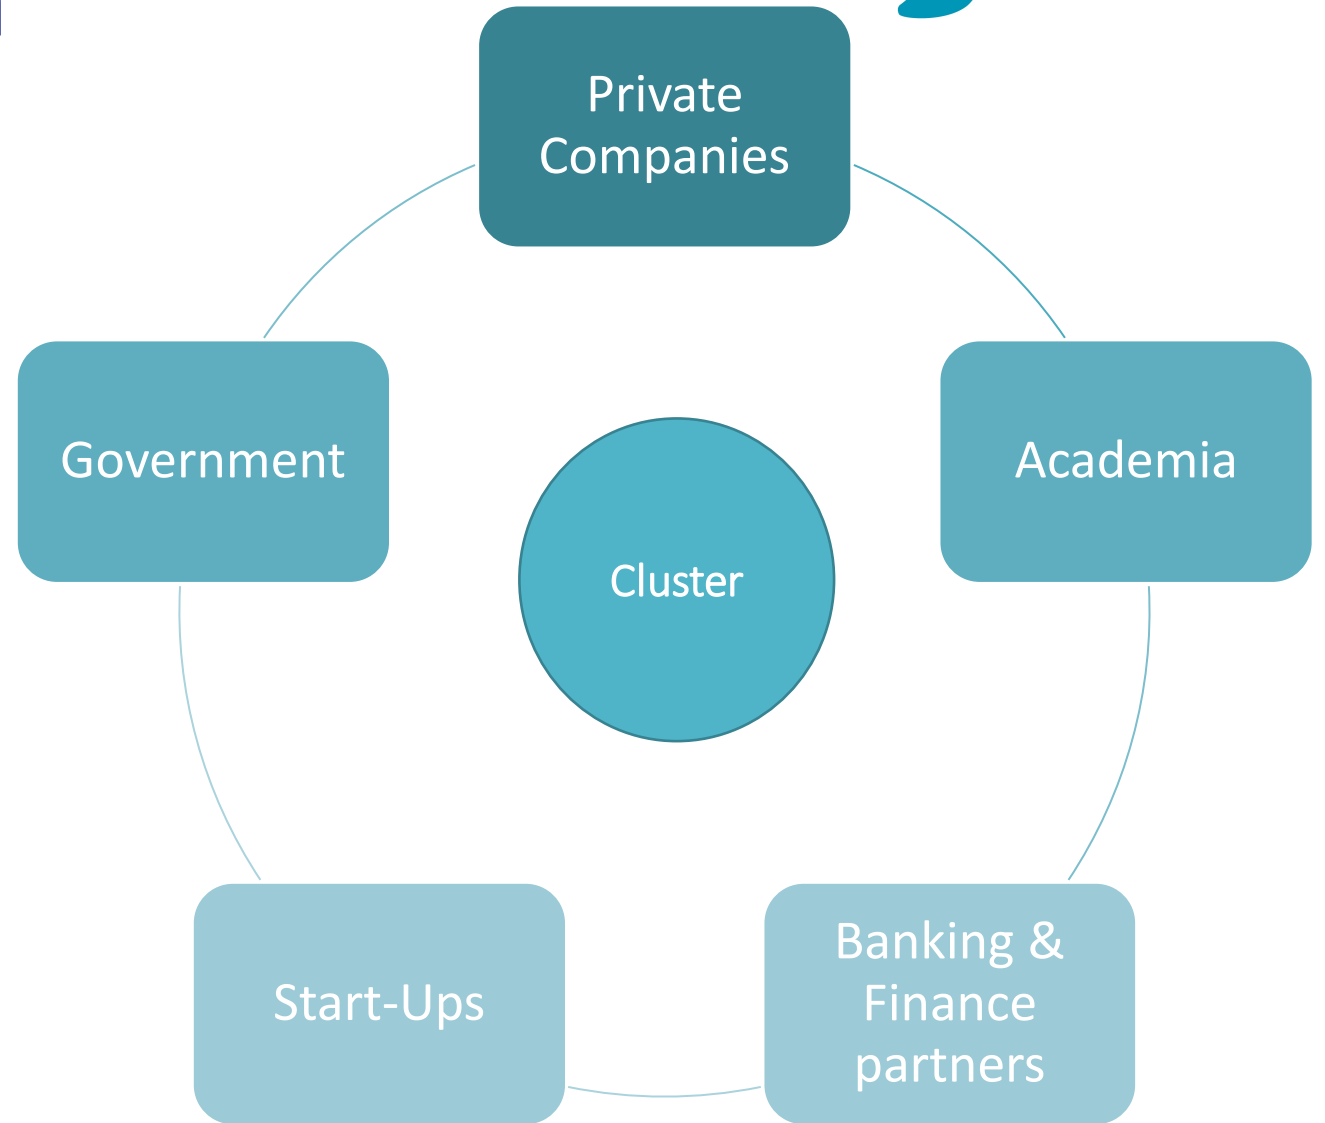 Private
Companies
Government
Academia
Cluster
Start-Ups
Banking &
Finance
partners